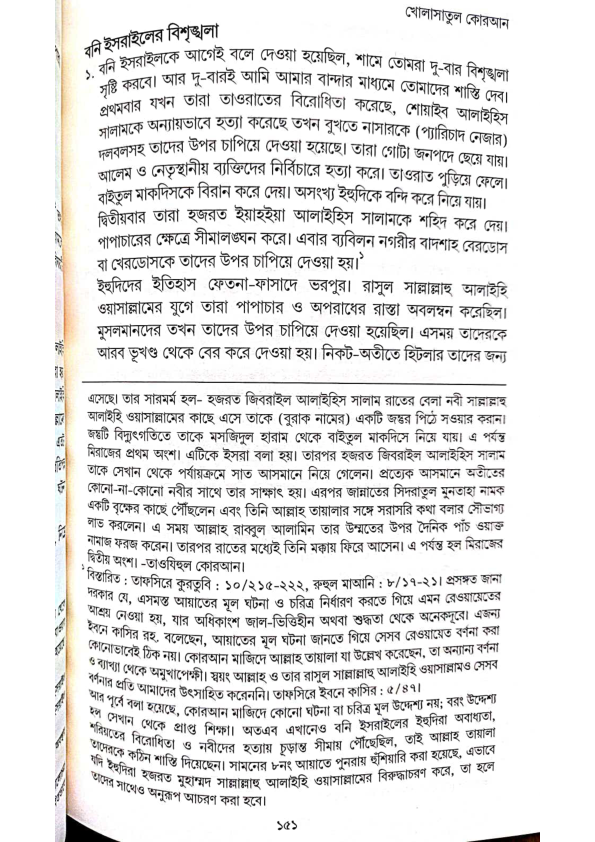 খোলাসাতুল কোরআন
বনি ইসরাইলের বিশৃঙ্খলা
১. বনি ইসরাইলকে আগেই বলে দেওয়া হয়েছিল, শামে তোমরা দু-বার বিশৃঙ্খলা
সৃষ্টি করবে। আর দু-বারই আমি আমার বান্দার মাধ্যমে তোমাদের শাস্তি দেব।
প্রথমবার যখন তারা তাওরাতের বিরোধিতা করেছে, শোয়াইব আলাইহিস
সালামকে অন্যায়ভাবে হত্যা করেছে তখন বুখতে নাসারকে (প্যারিচাদ নেজার)
দলবলসহ তাদের উপর চাপিয়ে দেওয়া হয়েছে। তারা গোটা জনপদে ছেয়ে যায়।
আলেম ও নেতৃস্থানীয় ব্যক্তিদের নির্বিচারে হত্যা করে। তাওরাত পুড়িয়ে ফেলে।
বাইতুল মাকদিসকে বিরান করে দেয়। অসংখ্য ইহুদিকে বন্দি করে নিয়ে যায়।
দ্বিতীয়বার তারা হজরত ইয়াহইয়া আলাইহিস সালামকে শহিদ করে দেয়।
পাপাচারের ক্ষেত্রে সীমালঙ্ঘন করে। এবার ব্যবিলন নগরীর বাদশাহ বেরডোস
বা খেরডোসকে তাদের উপর চাপিয়ে দেওয়া হয়।১
ইহুদিদের ইতিহাস ফেতনা-ফাসাদে ভরপুর। রাসুল সাল্লাল্লাহু আলাইহি
ওয়াসাল্লামের যুগে তারা পাপাচার ও অপরাধের রাস্তা অবলম্বন করেছিল।
মুসলমানদের তখন তাদের উপর চাপিয়ে দেওয়া হয়েছিল। এসময় তাদেরকে
আরব ভূখণ্ড থেকে বের করে দেওয়া হয়। নিকট-অতীতে হিটলার তাদের জন্য
এসেছে। তার সারমর্ম হল- হজরত জিবরাইল আলাইহিস সালাম রাতের বেলা নবী সাল্লাল্লাহু
আলাইহি ওয়াসাল্লামের কাছে এসে তাকে (বুরাক নামের) একটি জন্তুর পিঠে সওয়ার করান।
জন্তুটি বিদ্যুৎগতিতে তাকে মসজিদুল হারাম থেকে বাইতুল মাকদিসে নিয়ে যায়। এ পর্যন্ত
মিরাজের প্রথম অংশ। এটিকে ইসরা বলা হয়। তারপর হজরত জিবরাইল আলাইহিস সালাম
তাকে সেখান থেকে পর্যায়ক্রমে সাত আসমানে নিয়ে গেলেন। প্রত্যেক আসমানে অতীতের
কোনো-না-কোনো নবীর সাথে তার সাক্ষাৎ হয়। এরপর জান্নাতের সিদরাতুল মুনতাহা নামক
একটি বৃক্ষের কাছে পৌঁছলেন এবং তিনি আল্লাহ তায়ালার সঙ্গে সরাসরি কথা বলার সৌভাগ্য
লাভ করলেন। এ সময় আল্লাহ রাব্বুল আলামিন তার উম্মতের উপর দৈনিক পাঁচ ওয়াক্ত
নামাজ ফরজ করেন। তারপর রাতের মধ্যেই তিনি মক্কায় ফিরে আসেন। এ পর্যন্ত হল মিরাজের
দ্বিতীয় অংশ। -তাওযিহুল কোরআন।
১ বিস্তারিত : তাফসিরে কুরতুবি : ১০/২১৫-২২২, রুহুল মাআনি : ৮/১৭-২১। প্রসঙ্গত জানা
দরকার যে, এসমস্ত আয়াতের মূল ঘটনা ও চরিত্র নির্ধারণ করতে গিয়ে এমন রেওয়ায়েতের
আশ্রয় নেওয়া হয়, যার অধিকাংশ জাল-ভিত্তিহীন অথবা শুদ্ধতা থেকে অনেকদূরে। এজন্য
ইবনে কাসির রহ. বলেছেন, আয়াতের মূল ঘটনা জানতে গিয়ে সেসব রেওয়ায়েত বর্ণনা করা
কোনোভাবেই ঠিক নয়। কোরআন মাজিদে আল্লাহ তায়ালা যা উল্লেখ করেছেন, তা অন্যান্য বর্ণনা
ও ব্যাখ্যা থেকে অমুখাপেক্ষী। স্বয়ং আল্লাহ ও তার রাসুল সাল্লাল্লাহু আলাইহি ওয়াসাল্লামও সেসব
বর্ণনার প্রতি আমাদের উৎসাহিত করেননি। তাফসিরে ইবনে কাসির : ৫/৪৭।
আর পূর্বে বলা হয়েছে, কোরআন মাজিদে কোনো ঘটনা বা চরিত্র মূল উদ্দেশ্য নয়; বরং উদ্দেশ্য
হল সেখান থেকে প্রাপ্ত শিক্ষা। অতএব এখানেও বনি ইসরাইলের ইহুদিরা অবাধ্যতা,
শরিয়তের বিরোধিতা ও নবীদের হত্যায় চূড়ান্ত সীমায় পৌঁছেছিল, তাই আল্লাহ তায়ালা
তাদেরকে কঠিন শাস্তি দিয়েছেন। সামনের ৮নং আয়াতে পুনরায় হুঁশিয়ারি করা হয়েছে, এভাবে
যদি ইহুদিরা হজরত মুহাম্মদ সাল্লাল্লাহু আলাইহি ওয়াসাল্লামের বিরুদ্ধাচরণ করে, তা হলে
তাদের সাথেও অনুরূপ আচরণ করা হবে।
১৫১